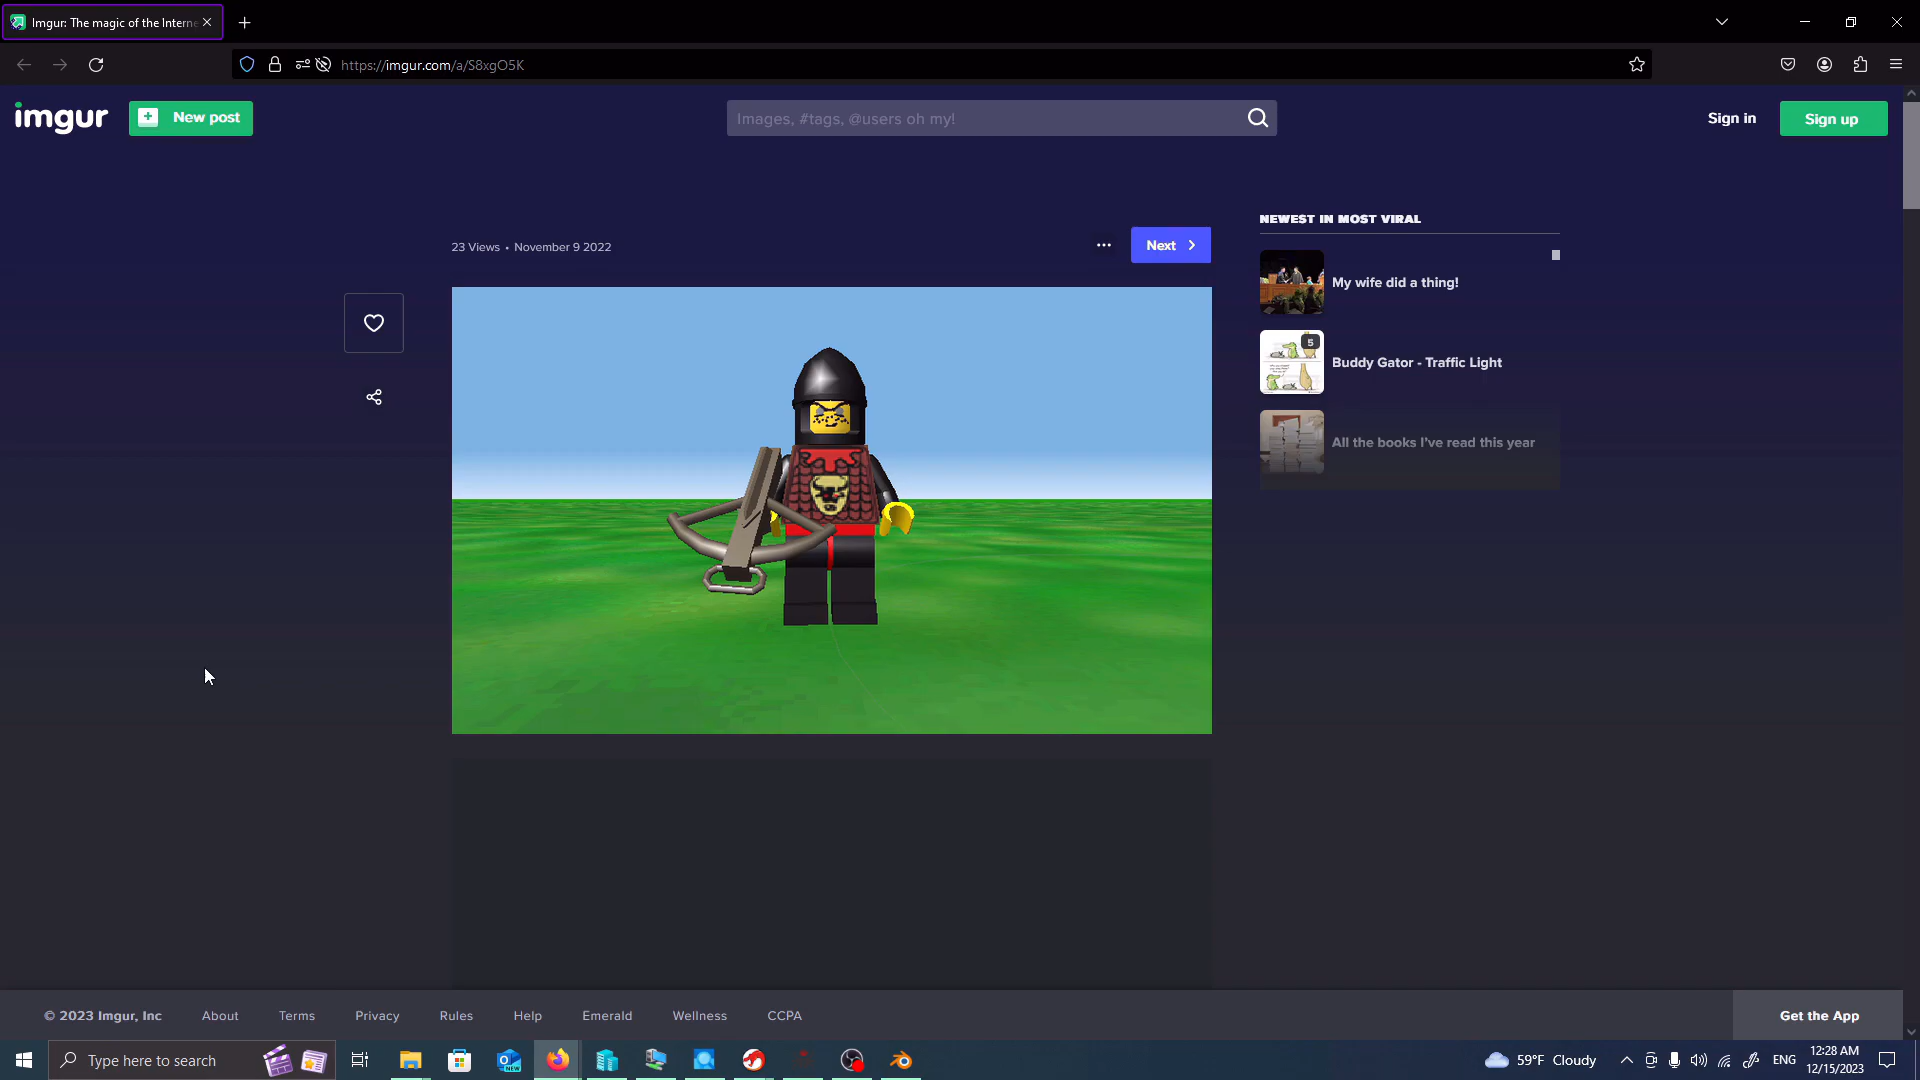 Imgur: The magic of the Interne
https://imgur.com/a/S8xgO5K
imgur
New post
Images, #tags, @users oh my!
Sign in
Sign up
23 Views • November 9 2022
Next
NEWEST IN MOST VIRAL
My wife did a thing!
5
Buddy Gator - Traffic Light
All the books I've read this year
© 2023 Imgur, Inc
About
Terms
Privacy
Rules
Help
Emerald
Wellness
CCPA
Get the App
Type here to search
NEW
59°F Cloudy
ENG
12:28 AM
12/15/2023